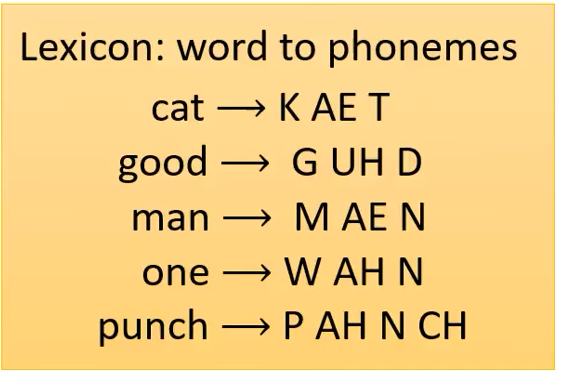 Lexicon: word to phonemes
cat ⟶ K AE T
good ⟶ G UH D
man ⟶ M AE N
one ⟶ W AH N
punch ⟶ P AH N CH